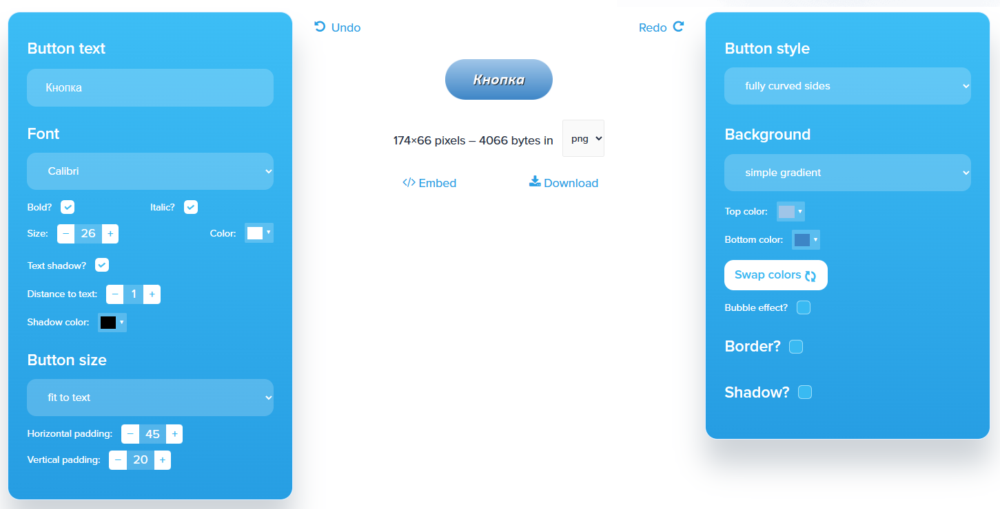 Button text
Кнопка
Font
Calibri
Bold?
Italic?
Size: − 26 +
Color:
Text shadow?
Distance to text: − 1 +
Shadow color:
Button size
fit to text
Horizontal padding: − 45 +
Vertical padding: − 20 +
Undo
Redo
Кнопка
174×66 pixels – 4066 bytes in png
</> Embed
Download
Button style
fully curved sides
Background
simple gradient
Top color:
Bottom color:
Swap colors
Bubble effect?
Border?
Shadow?